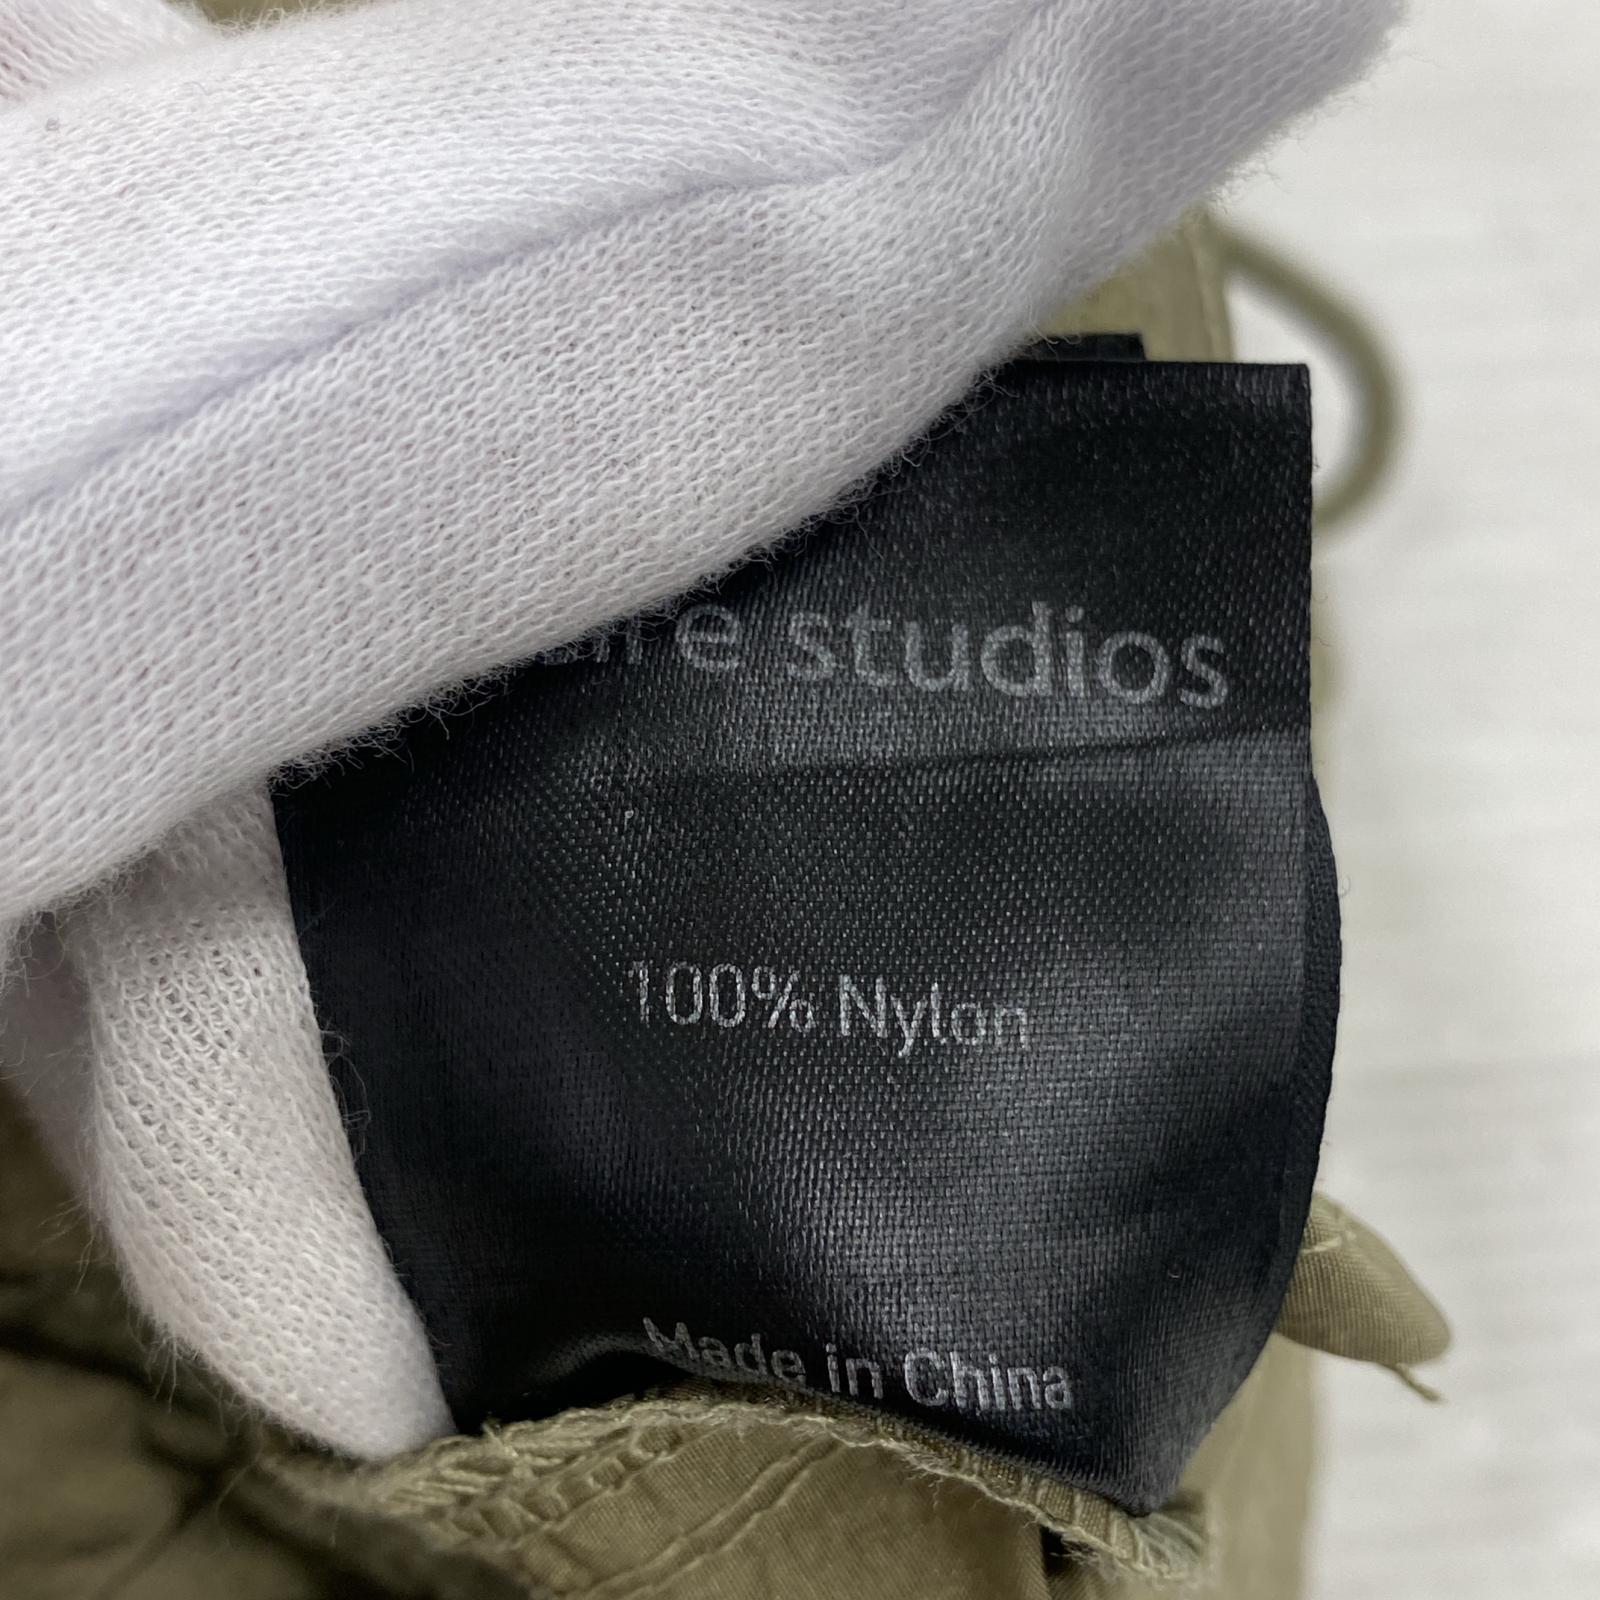 studios
100% Nylon
Made in China